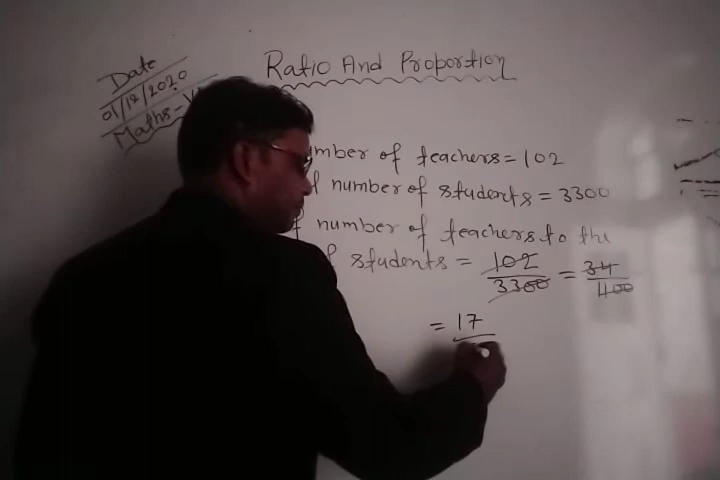 Ratio And Proportion
Date
01/12/2020
Maths-V
mber of teachers = 102
number of students = 3300
number of teachers to the
students = 102/3300 = 34/400
= 17